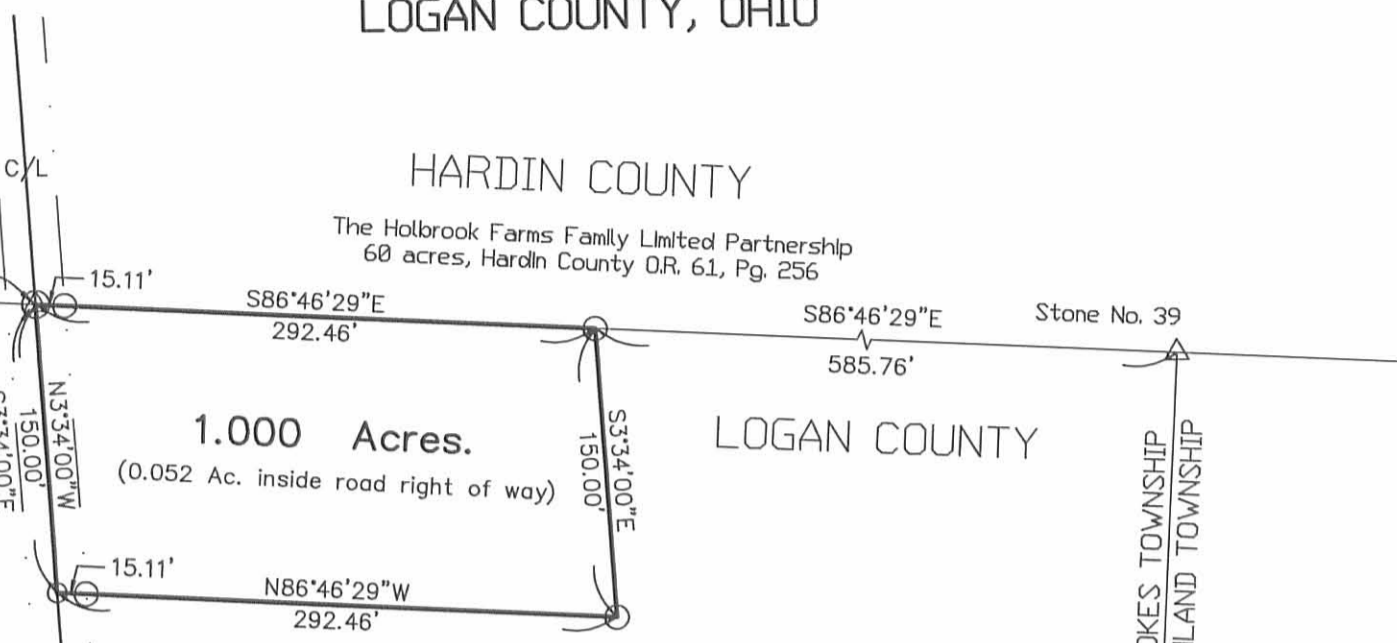 LOGAN COUNTY, OHIO
C/L
HARDIN COUNTY
The Holbrook Farms Family Limited Partnership
60 acres, Hardin County O.R. 61, Pg. 256
15.11'
S86°46'29"E
292.46'
S86°46'29"E
585.76'
Stone No. 39
N3°34'00"W
150.00'
1.000 Acres.
(0.052 Ac. inside road right of way)
S3°34'00"E
150.00'
LOGAN COUNTY
15.11'
N86°46'29"W
292.46'
TOWNSHIP
TOWNSHIP